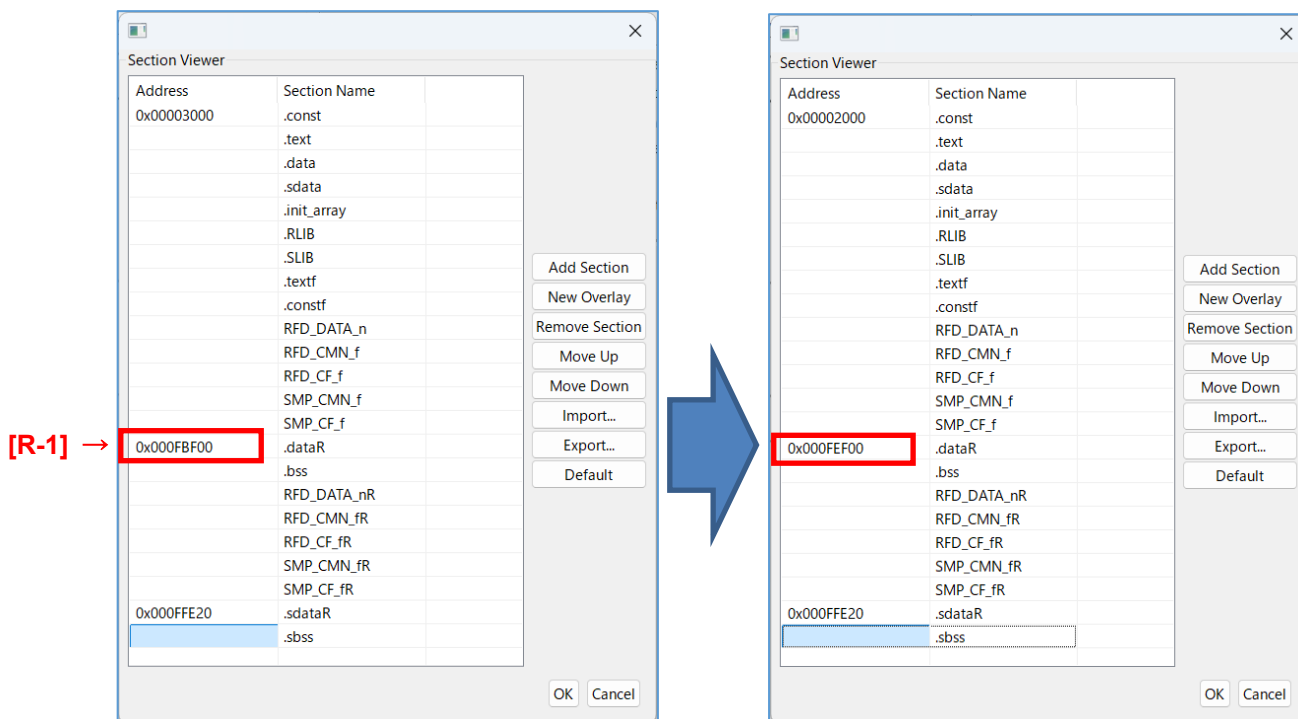 Section Viewer
Address Section Name
0x00003000 .const
.text
.data
.sdata
.init_array
.RLIB
.SLIB
.textf
.constf
RFD_DATA_n
RFD_CMN_f
RFD_CF_f
SMP_CMN_f
SMP_CF_f
[R-1] → 0x000FBF00 .dataR
.bss
RFD_DATA_nR
RFD_CMN_fR
RFD_CF_fR
SMP_CMN_fR
SMP_CF_fR
0x000FFE20 .sdataR
.sbss
Add Section
New Overlay
Remove Section
Move Up
Move Down
Import...
Export...
Default
OK Cancel
Section Viewer
Address Section Name
0x00002000 .const
.text
.data
.sdata
.init_array
.RLIB
.SLIB
.textf
.constf
RFD_DATA_n
RFD_CMN_f
RFD_CF_f
SMP_CMN_f
SMP_CF_f
0x000FEF00 .dataR
.bss
RFD_DATA_nR
RFD_CMN_fR
RFD_CF_fR
SMP_CMN_fR
SMP_CF_fR
0x000FFE20 .sdataR
.sbss
Add Section
New Overlay
Remove Section
Move Up
Move Down
Import...
Export...
Default
OK Cancel